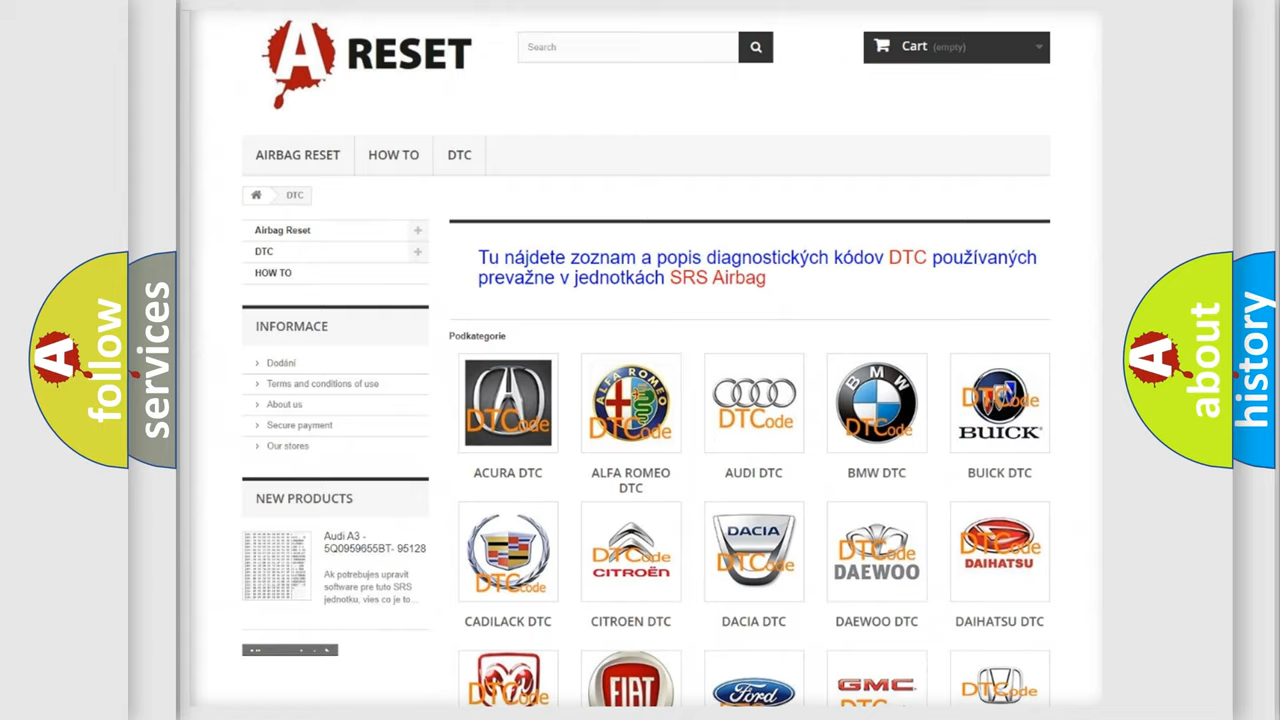 A RESET
Search
Cart (empty)
AIRBAG RESET
HOW TO
DTC
DTC
Airbag Reset
DTC
HOW TO
Tu nájdete zoznam a popis diagnostických kódov DTC používaných
prevažne v jednotkách SRS Airbag
INFORMACE
Dodání
Terms and conditions of use
About us
Secure payment
Our stores
Podkategorie
DTCode
ALFA ROMEO
DTCode
DTCode
BMW
DTCode
DTCode
BUICK
ACURA DTC
ALFA ROMEO
DTC
AUDI DTC
BMW DTC
BUICK DTC
NEW PRODUCTS
Audi A3 -
5Q0959655BT- 95128
Ak potrebujes upravit
software pre tuto SRS
jednotku, vies co je to...
DTCode
DTCode
CITROËN
DACIA
DTCode
DTCode
DAEWOO
DTCode
DAIHATSU
CADILACK DTC
CITROEN DTC
DACIA DTC
DAEWOO DTC
DAIHATSU DTC
DTCode
FIAT
Ford
GMC
DTCode
A follow
services
A about
history